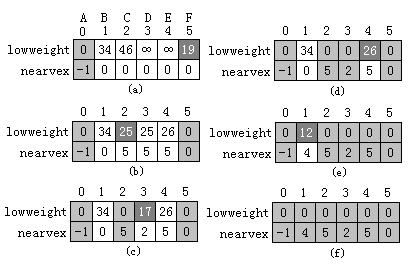 A B C D E F
0 1 2 3 4 5
lowweight 0 34 46 ∞ ∞ 19
nearvex -1 0 0 0 0 0
(a)
0 1 2 3 4 5
lowweight 0 34 25 25 26 0
nearvex -1 0 5 5 5 0
(b)
0 1 2 3 4 5
lowweight 0 34 0 17 26 0
nearvex -1 0 5 2 5 0
(c)
0 1 2 3 4 5
lowweight 0 34 0 0 26 0
nearvex -1 0 5 2 5 0
(d)
0 1 2 3 4 5
lowweight 0 12 0 0 0 0
nearvex -1 4 5 2 5 0
(e)
0 1 2 3 4 5
lowweight 0 0 0 0 0 0
nearvex -1 4 5 2 5 0
(f)